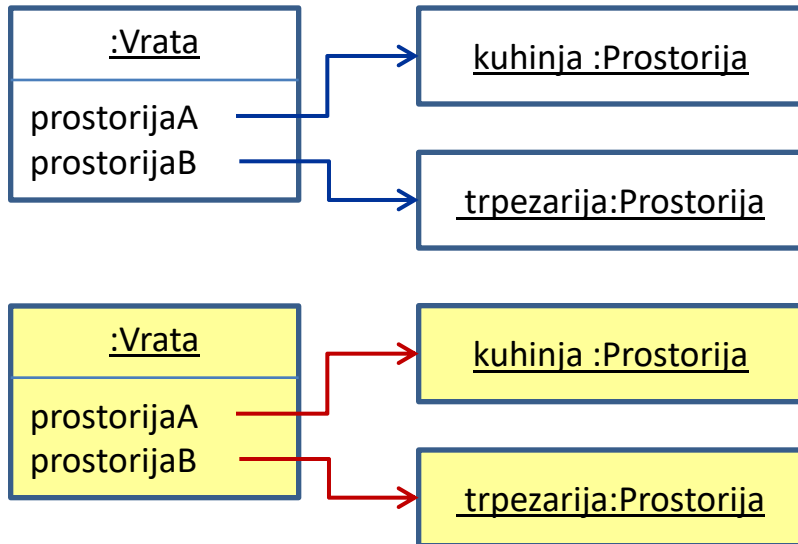 :Vrata
prostorijaA
prostorijaB
kuhinja :Prostorija
trpezarija:Prostorija
:Vrata
prostorijaA
prostorijaB
kuhinja :Prostorija
trpezarija:Prostorija